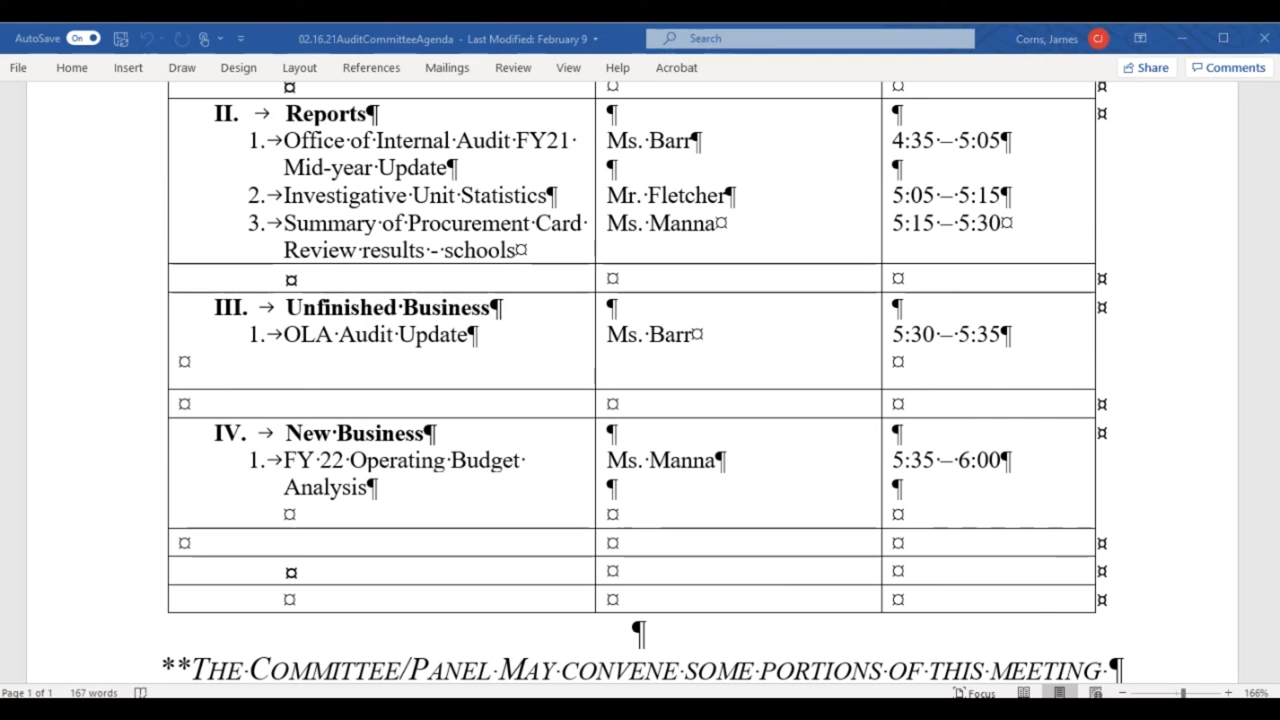 AutoSave On 02.16.21AuditCommitteeAgenda - Last Modified: February 9 Search Corns, James CJ
File Home Insert Draw Design Layout References Mailings Review View Help Acrobat Share Comments
¤ ¤ ¤ ¤
II. → Reports¶ ¶ ¶ ¤
1.→Office·of·Internal·Audit·FY21· Ms.·Barr¶ 4:35·–·5:05¶
Mid-year·Update¶ ¶ ¶
2.→Investigative·Unit·Statistics¶ Mr.·Fletcher¶ 5:05·–·5:15¶
3.→Summary·of·Procurement·Card· Ms.·Manna¤ 5:15·–·5:30¤
Review·results·-·schools¤
¤ ¤ ¤ ¤
III. → Unfinished·Business¶ ¶ ¶ ¤
1.→OLA·Audit·Update¶ Ms.·Barr¤ 5:30·–·5:35¶
¤ ¤
¤ ¤ ¤ ¤
IV. → New·Business¶ ¶ ¶ ¤
1.→FY·22·Operating·Budget· Ms.·Manna¶ 5:35·–·6:00¶
Analysis¶ ¶ ¶
¤ ¤ ¤
¤ ¤ ¤ ¤
¤ ¤ ¤ ¤
¤ ¤ ¤ ¤
¶
**THE·COMMITTEE/PANEL·MAY·CONVENE·SOME·PORTIONS·OF·THIS·MEETING·¶
Page 1 of 1 167 words Focus 166%